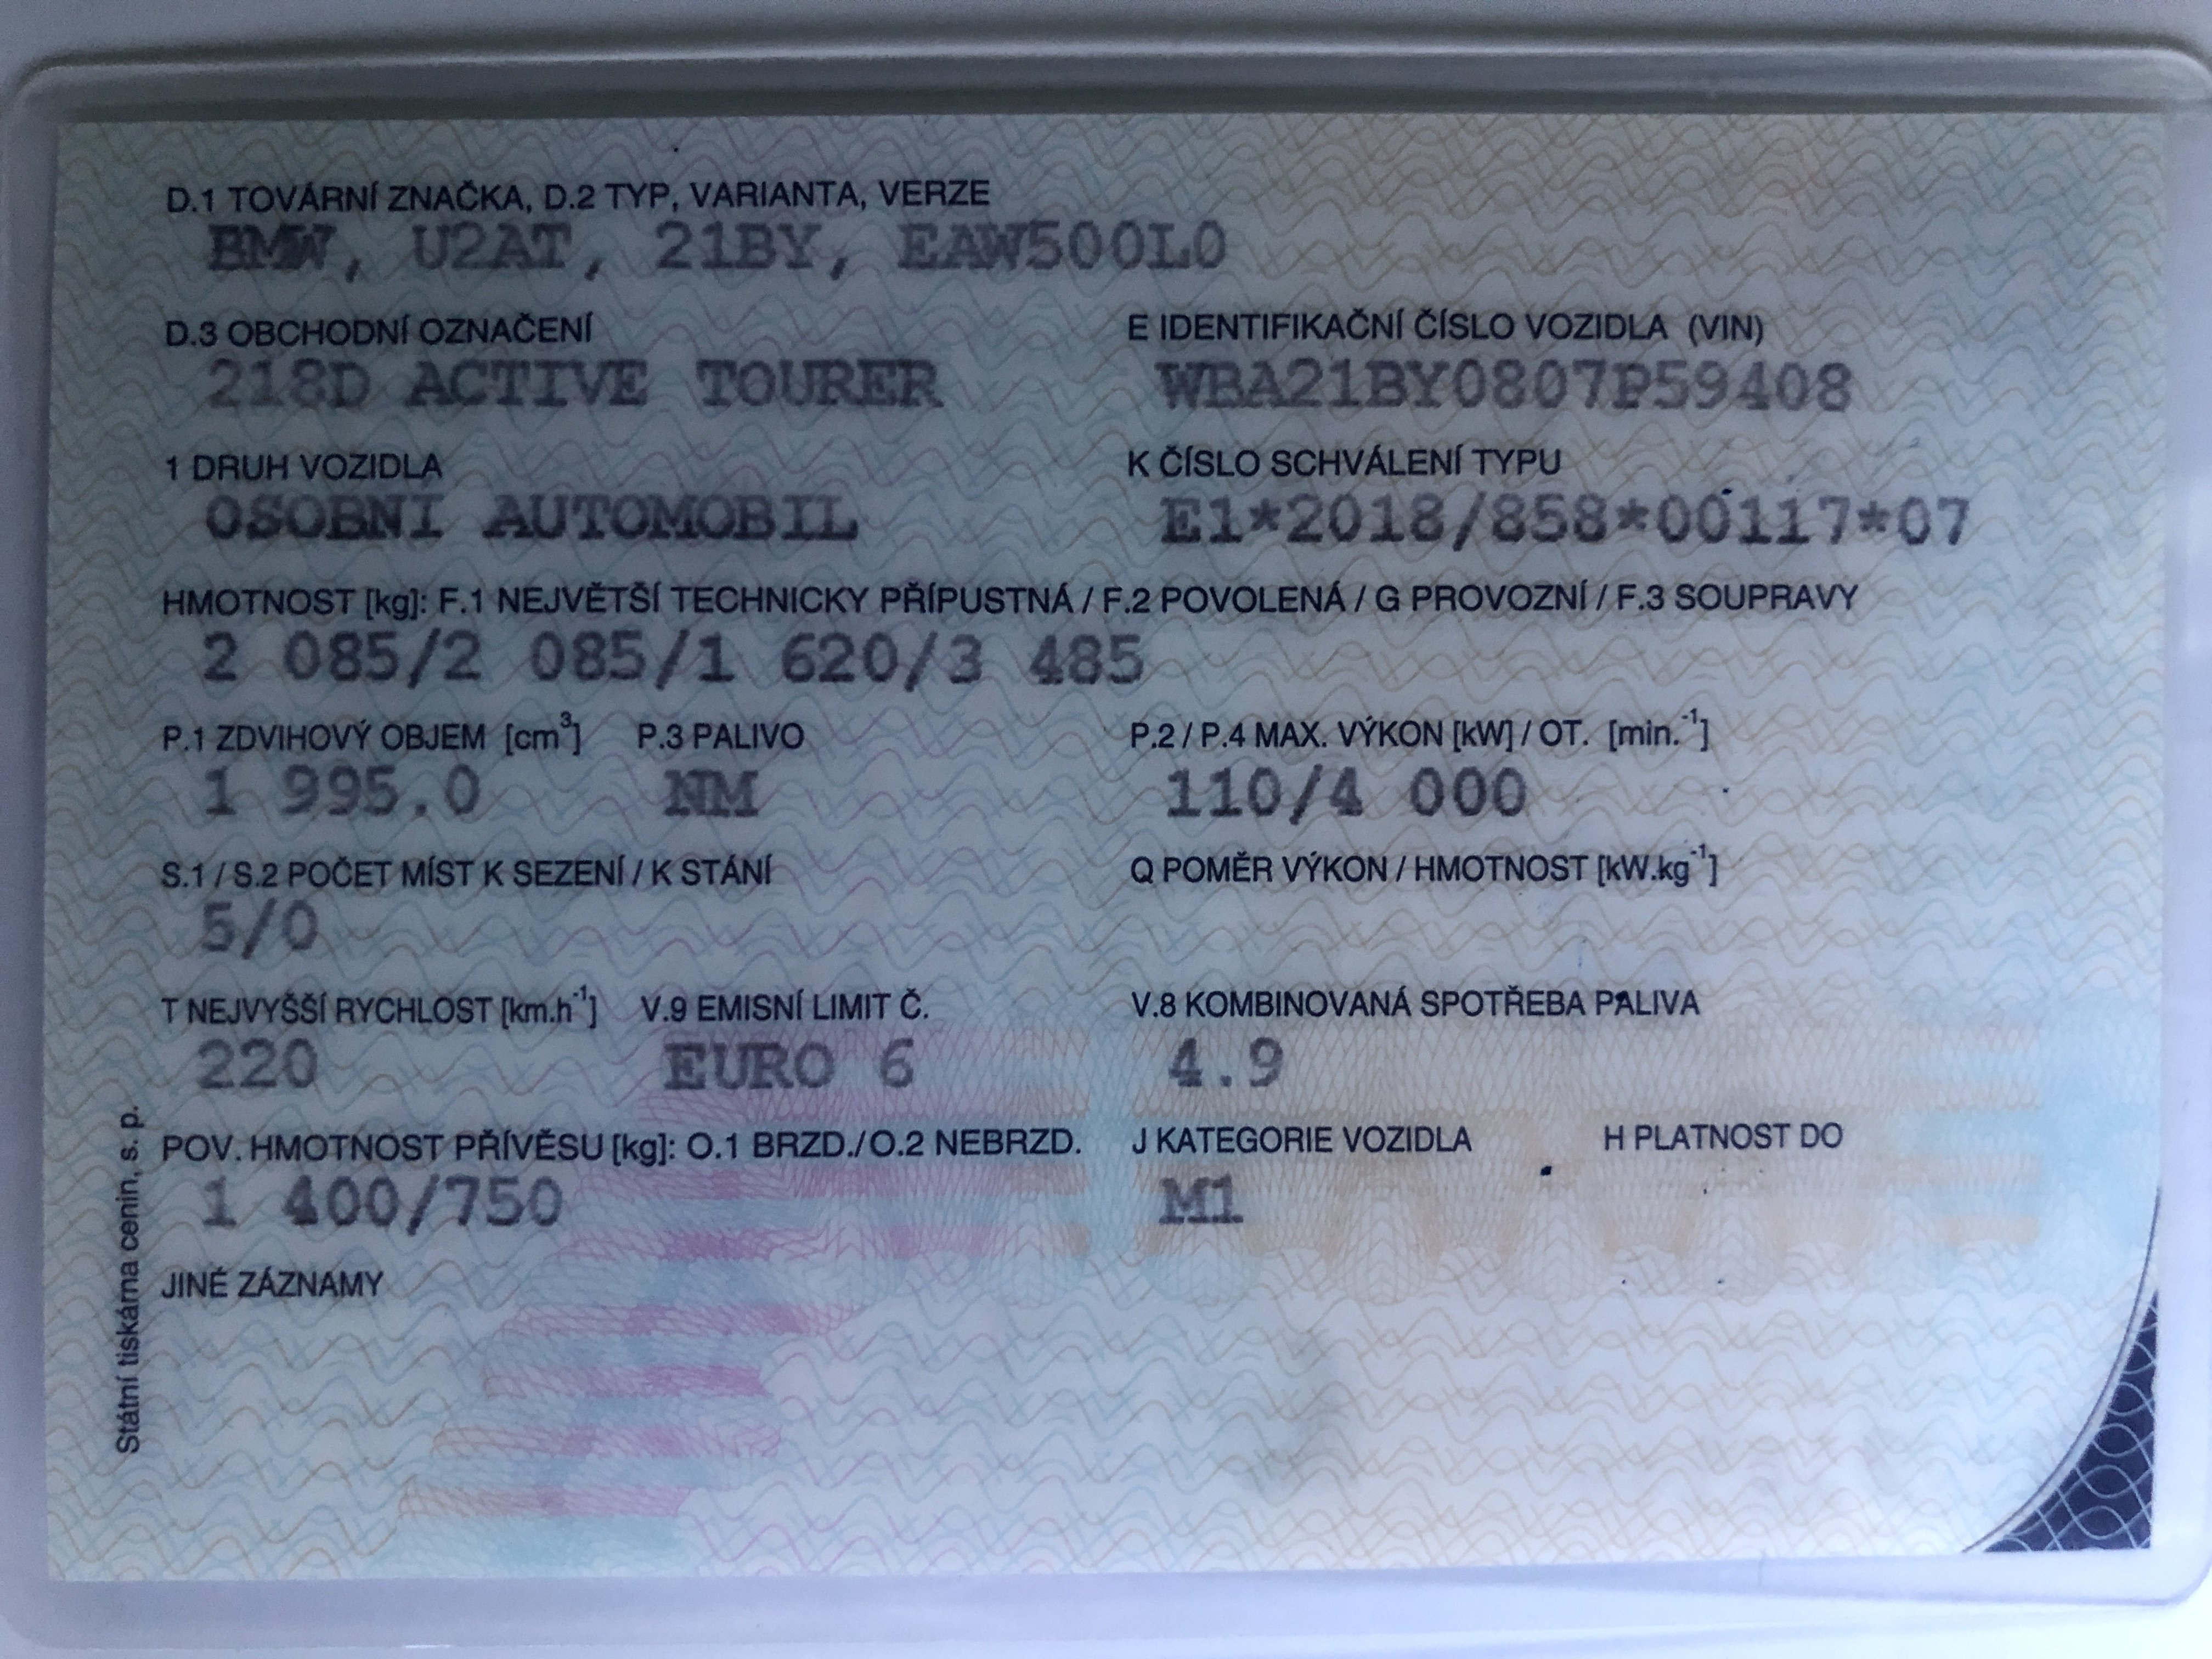 D.1 TOVÁRNÍ ZNAČKA, D.2 TYP, VARIANTA, VERZE
BMW, U2AT, 21BY, EAW500L0
D.3 OBCHODNÍ OZNAČENÍ E IDENTIFIKAČNÍ ČÍSLO VOZIDLA (VIN)
218D ACTIVE TOURER WBA21BY0807P59408
1 DRUH VOZIDLA K ČÍSLO SCHVÁLENÍ TYPU
OSOBNÍ AUTOMOBIL E1*2018/858*00117*07
HMOTNOST [kg]: F.1 NEJVĚTŠÍ TECHNICKY PŘÍPUSTNÁ / F.2 POVOLENÁ / G PROVOZNÍ / F.3 SOUPRAVY
2 085/2 085/1 620/3 485
P.1 ZDVIHOVÝ OBJEM [cm³] P.3 PALIVO P.2 / P.4 MAX. VÝKON [kW] / OT. [min.⁻¹]
1 995.0 NM 110/4 000
S.1 / S.2 POČET MÍST K SEZENÍ / K STÁNÍ Q POMĚR VÝKON / HMOTNOST [kW.kg⁻¹]
5/0
T NEJVYŠŠÍ RYCHLOST [km.h⁻¹] V.9 EMISNÍ LIMIT Č. V.8 KOMBINOVANÁ SPOTŘEBA PALIVA
220 EURO 6 4.9
POV. HMOTNOST PŘÍVĚSU [kg]: O.1 BRZD./O.2 NEBRZD. J KATEGORIE VOZIDLA H PLATNOST DO
1 400/750 M1
JINÉ ZÁZNAMY
Státní tiskárna cenin, s. p.